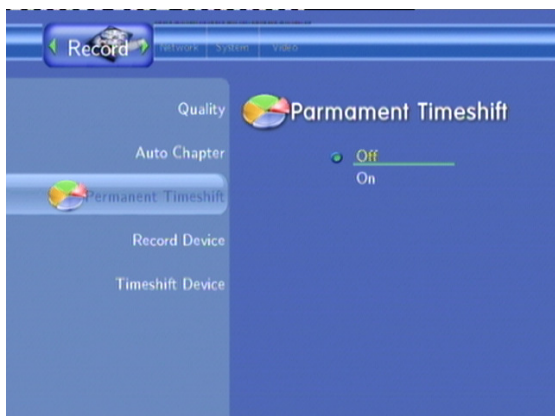 Record Network System Video
Quality
Auto Chapter
Permanent Timeshift
Record Device
Timeshift Device
Parmament Timeshift
Off
On